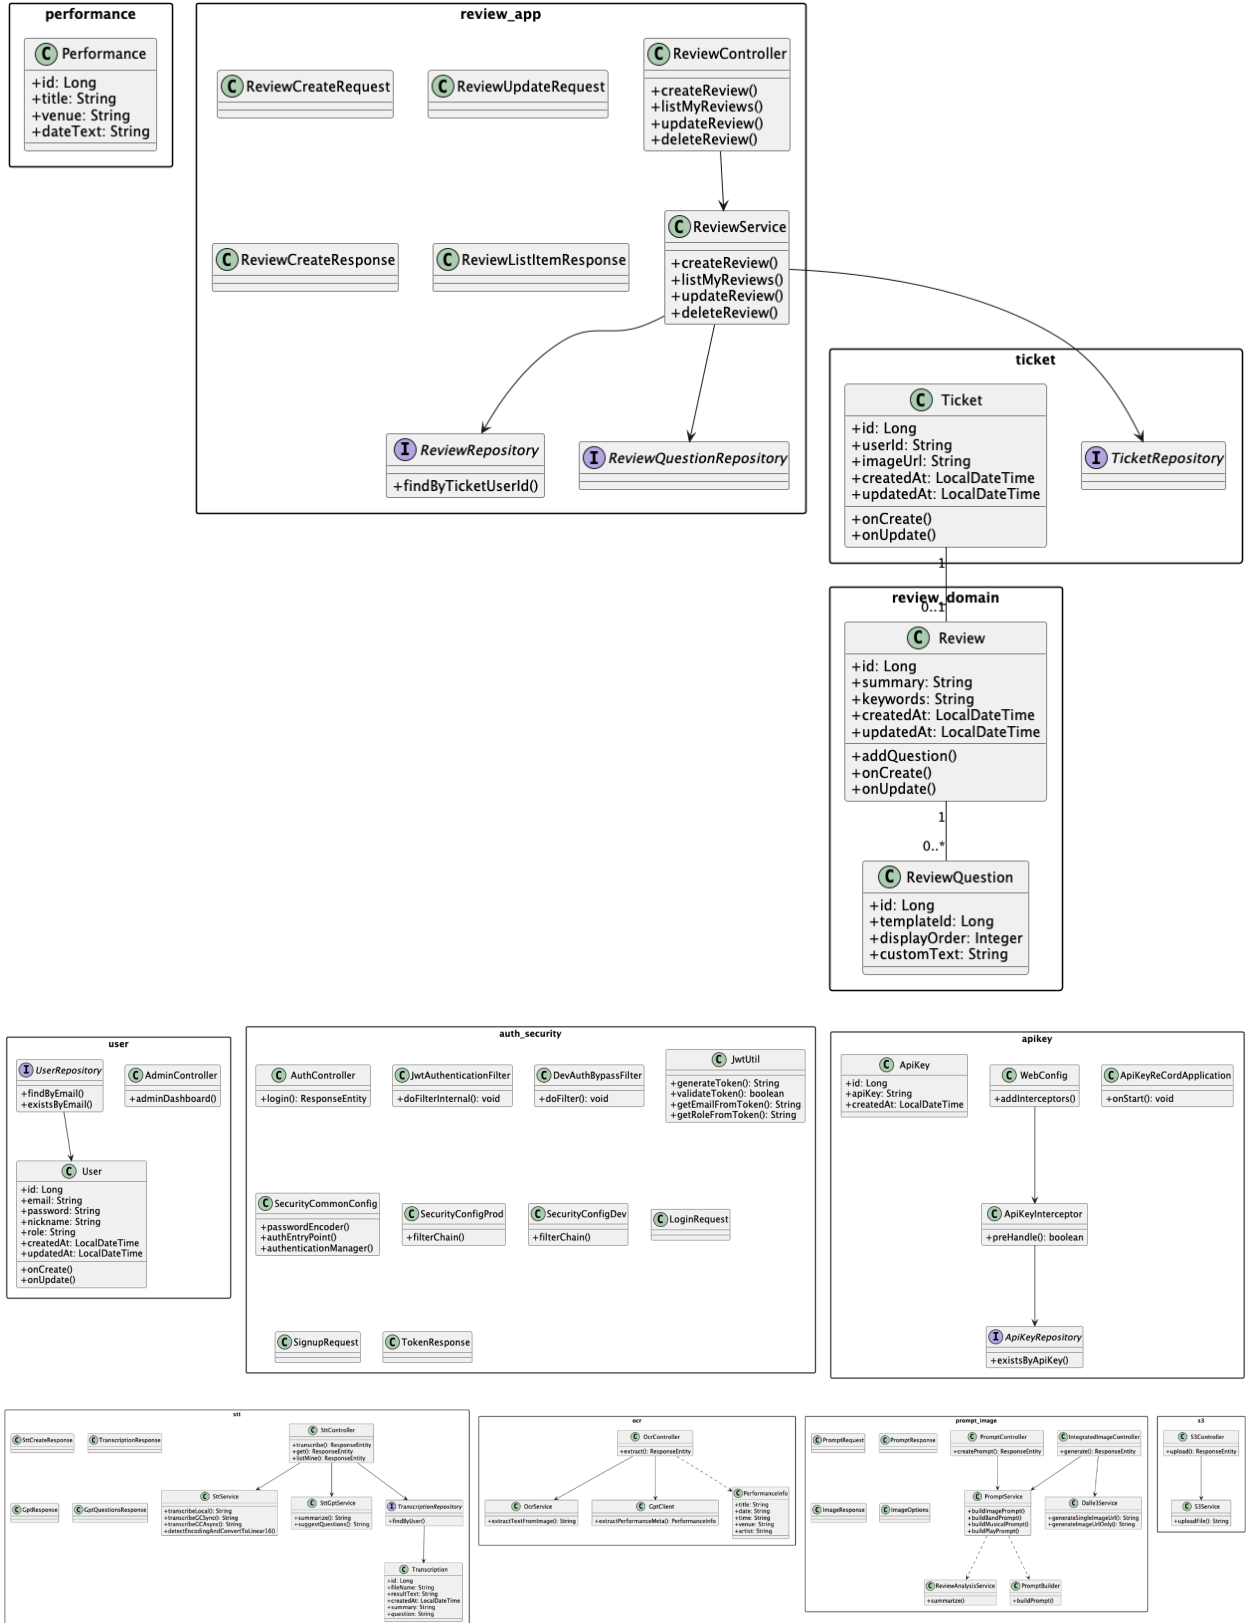 performance
C Performance
+id: Long
+title: String
+venue: String
+dateText: String
review_app
C ReviewCreateRequest
C ReviewUpdateRequest
C ReviewController
+createReview()
+listMyReviews()
+updateReview()
+deleteReview()
C ReviewCreateResponse
C ReviewListItemResponse
C ReviewService
+createReview()
+listMyReviews()
+updateReview()
+deleteReview()
I ReviewRepository
+findByTicketUserId()
I ReviewQuestionRepository
ticket
C Ticket
+id: Long
+userId: String
+imageUrl: String
+createdAt: LocalDateTime
+updatedAt: LocalDateTime
+onCreate()
+onUpdate()
I TicketRepository
1
review_domain
0..1
C Review
+id: Long
+summary: String
+keywords: String
+createdAt: LocalDateTime
+updatedAt: LocalDateTime
+addQuestion()
+onCreate()
+onUpdate()
1
0..*
C ReviewQuestion
+id: Long
+templateId: Long
+displayOrder: Integer
+customText: String
user
I UserRepository
+findByEmail()
+existsByEmail()
C AdminController
+adminDashboard()
C User
+id: Long
+email: String
+password: String
+nickname: String
+role: String
+createdAt: LocalDateTime
+updatedAt: LocalDateTime
+onCreate()
+onUpdate()
auth_security
C AuthController
+login(): ResponseEntity
C JwtAuthenticationFilter
+doFilterInternal(): void
C DevAuthBypassFilter
+doFilter(): void
C JwtUtil
+generateToken(): String
+validateToken(): boolean
+getEmailFromToken(): String
+getRoleFromToken(): String
C SecurityCommonConfig
+passwordEncoder()
+authEntryPoint()
+authenticationManager()
C SecurityConfigProd
+filterChain()
C SecurityConfigDev
+filterChain()
C LoginRequest
C SignupRequest
C TokenResponse
apikey
C ApiKey
+id: Long
+apiKey: String
+createdAt: LocalDateTime
C WebConfig
+addInterceptors()
C ApiKeyReCordApplication
+onStart(): void
C ApiKeyInterceptor
+preHandle(): boolean
I ApiKeyRepository
+existsByApiKey()
stt
C SttCreateResponse
C TranscriptionResponse
C SttController
+transcribe(): ResponseEntity
+get(): ResponseEntity
+listMine(): ResponseEntity
C GptResponse
C GptQuestionsResponse
C SttService
+transcribeLocal(): String
+transcribeGCSync(): String
+transcribeGCAsync(): String
+detectEncodingAndConvertToLinear16()
C SttGptService
+summarize(): String
+suggestQuestions(): String
I TranscriptionRepository
+findByUser()
C Transcription
+id: Long
+fileName: String
+resultText: String
+createdAt: LocalDateTime
+summary: String
+question: String
ocr
C OcrController
+extract(): ResponseEntity
C OcrService
+extractTextFromImage(): String
C GptClient
+extractPerformanceMeta(): PerformanceInfo
C PerformanceInfo
+title: String
+date: String
+time: String
+venue: String
+artist: String
prompt_image
C PromptRequest
C PromptResponse
C PromptController
+createPrompt(): ResponseEntity
C IntegratedImageController
+generate(): ResponseEntity
C ImageResponse
C ImageOptions
C PromptService
+buildImagePrompt()
+buildBandPrompt()
+buildMusicalPrompt()
+buildPlayPrompt()
C Dalle3Service
+generateSingleImageUrl(): String
+generateImageUrlOnly(): String
C ReviewAnalysisService
+summarize()
C PromptBuilder
+buildPrompt()
s3
C S3Controller
+upload(): ResponseEntity
C S3Service
+uploadFile(): String